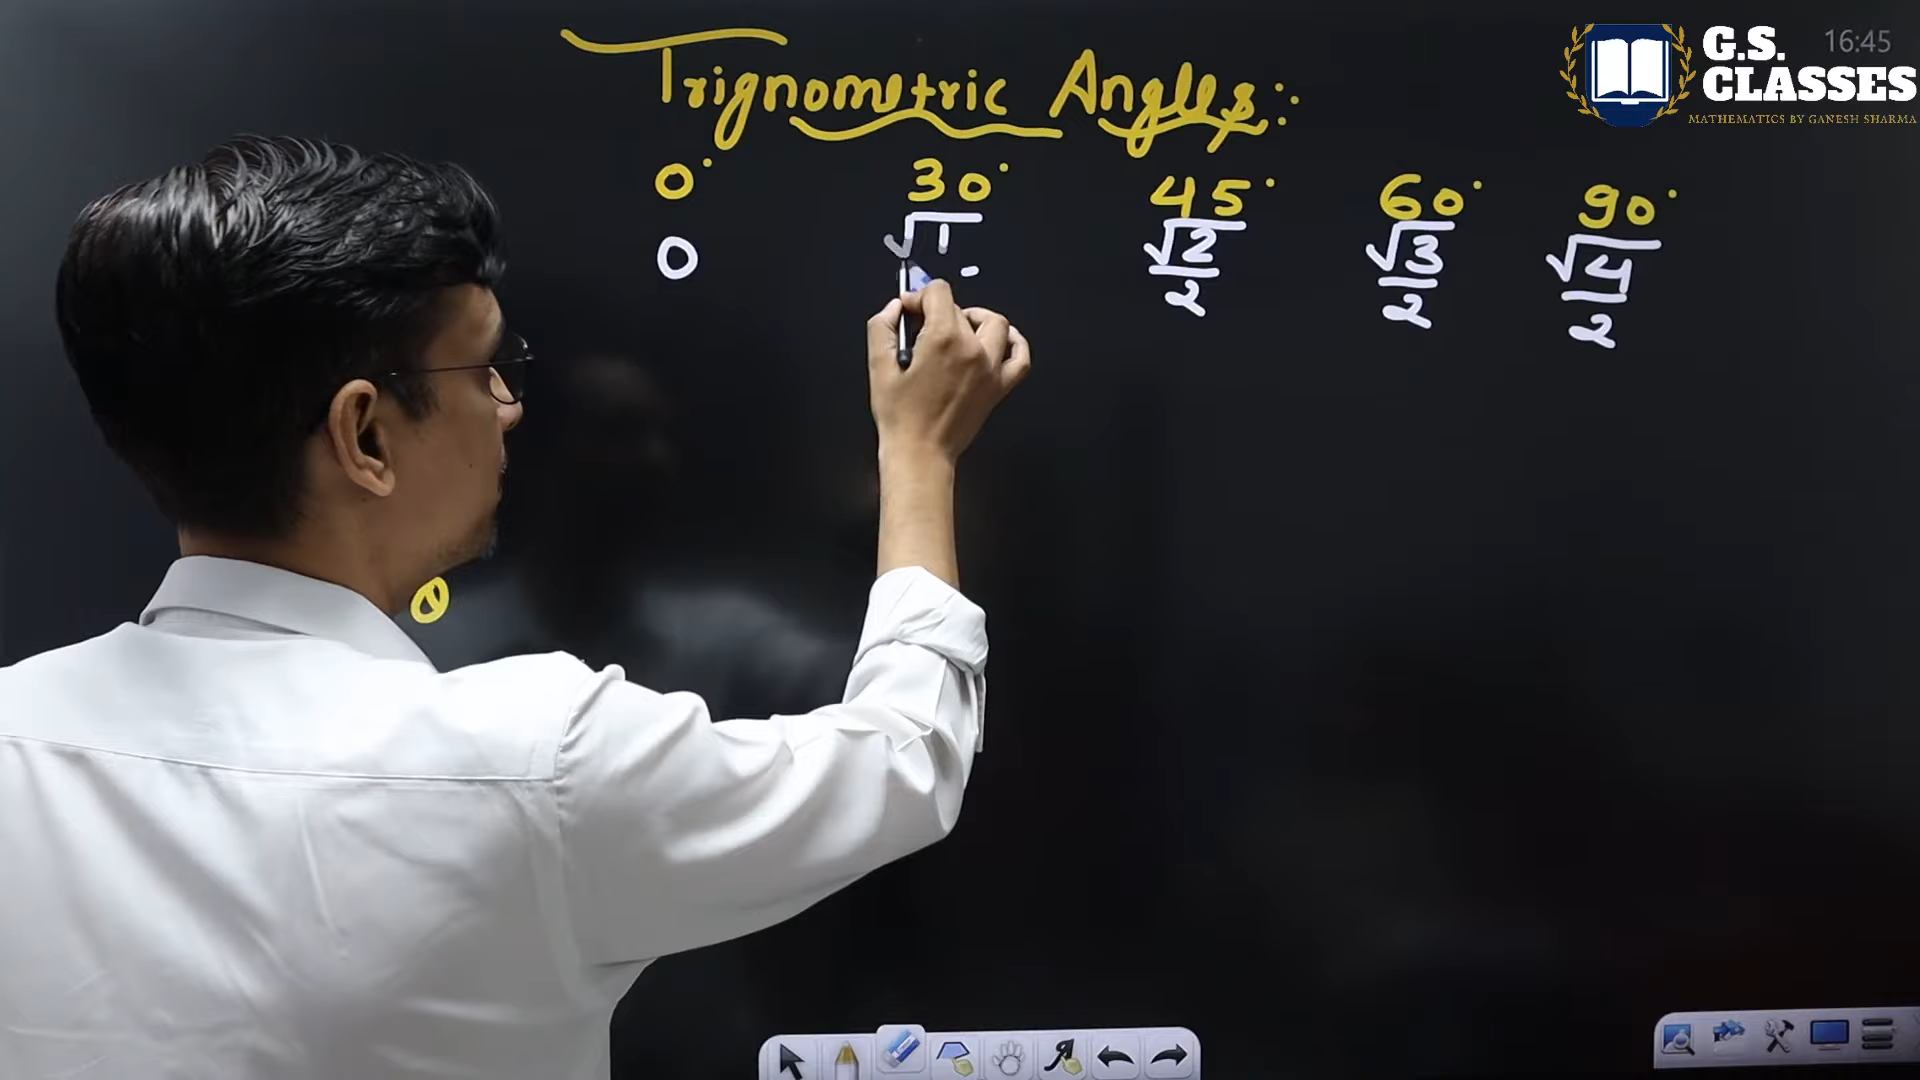 Trignometric Angles:
0° 30° 45° 60° 90°
0 √1 √2/2 √3/2 √4/2
θ
G.S.
CLASSES
MATHEMATICS BY GANESH SHARMA
16:45